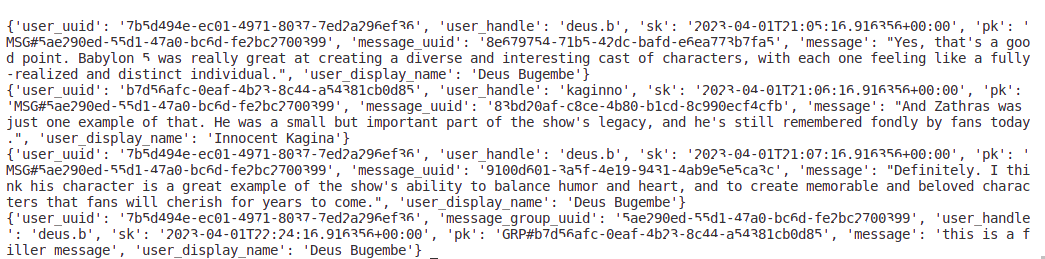 {'user_uuid': '7b5d494e-ec01-4971-8037-7ed2a296ef36', 'user_handle': 'deus.b', 'sk': '2023-04-01T21:05:16.916356+00:00', 'pk': '
MSG#5ae290ed-55d1-47a0-bc6d-fe2bc2700399', 'message_uuid': '8e679754-71b5-42dc-bafd-e6ea773b7fa5', 'message': "Yes, that's a goo
d point. Babylon 5 was really great at creating a diverse and interesting cast of characters, with each one feeling like a fully
-realized and distinct individual.", 'user_display_name': 'Deus Bugembe'}
{'user_uuid': 'b7d56afc-0eaf-4b23-8c44-a54381cb0d85', 'user_handle': 'kaginno', 'sk': '2023-04-01T21:06:16.916356+00:00', 'pk':
'MSG#5ae290ed-55d1-47a0-bc6d-fe2bc2700399', 'message_uuid': '83bd20af-c8ce-4b80-b1cd-8c990ecf4cfb', 'message': "And Zathras was
just one example of that. He was a small but important part of the show's legacy, and he's still remembered fondly by fans today
.", 'user_display_name': 'Innocent Kagina'}
{'user_uuid': '7b5d494e-ec01-4971-8037-7ed2a296ef36', 'user_handle': 'deus.b', 'sk': '2023-04-01T21:07:16.916356+00:00', 'pk': '
MSG#5ae290ed-55d1-47a0-bc6d-fe2bc2700399', 'message_uuid': '9100d601-3a5f-4e19-9431-4ab9e5e5ca3c', 'message': "Definitely. I thi
nk his character is a great example of the show's ability to balance humor and heart, and to create memorable and beloved charac
ters that fans will cherish for years to come.", 'user_display_name': 'Deus Bugembe'}
{'user_uuid': '7b5d494e-ec01-4971-8037-7ed2a296ef36', 'message_group_uuid': '5ae290ed-55d1-47a0-bc6d-fe2bc2700399', 'user_handle
': 'deus.b', 'sk': '2023-04-01T22:24:16.916356+00:00', 'pk': 'GRP#b7d56afc-0eaf-4b23-8c44-a54381cb0d85', 'message': 'this is a f
iller message', 'user_display_name': 'Deus Bugembe'} _